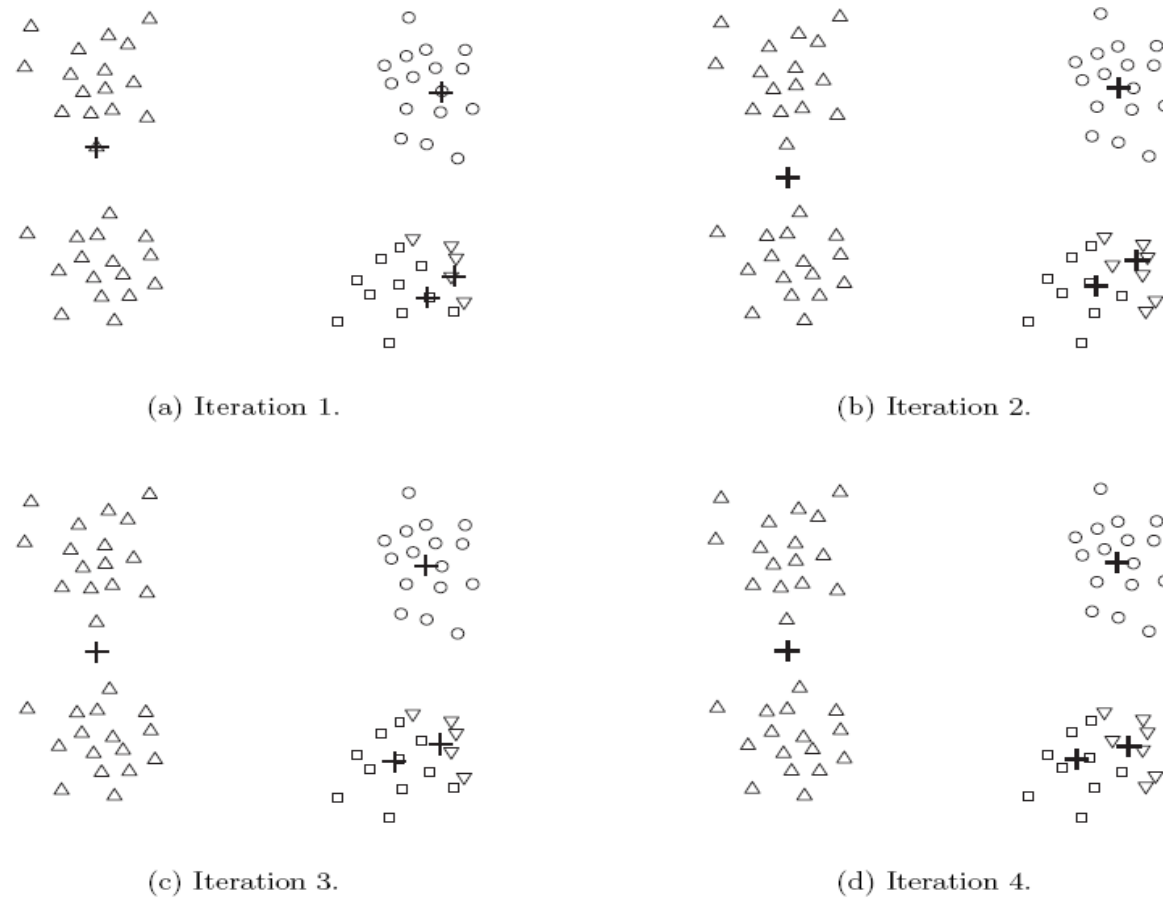 (a) Iteration 1.
(b) Iteration 2.
(c) Iteration 3.
(d) Iteration 4.